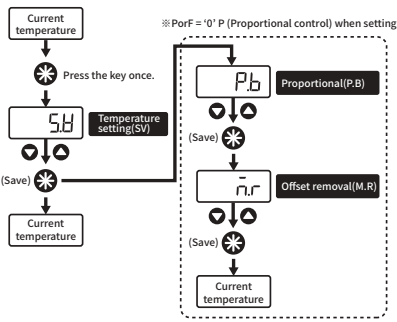 Current
temperature
※PorF = ‘0’ P (Proportional control) when setting
Press the key once.
S.V
Temperature
setting(SV)
(Save)
Current
temperature
P.b
Proportional(P.B)
(Save)
m.r
Offset removal(M.R)
(Save)
Current
temperature